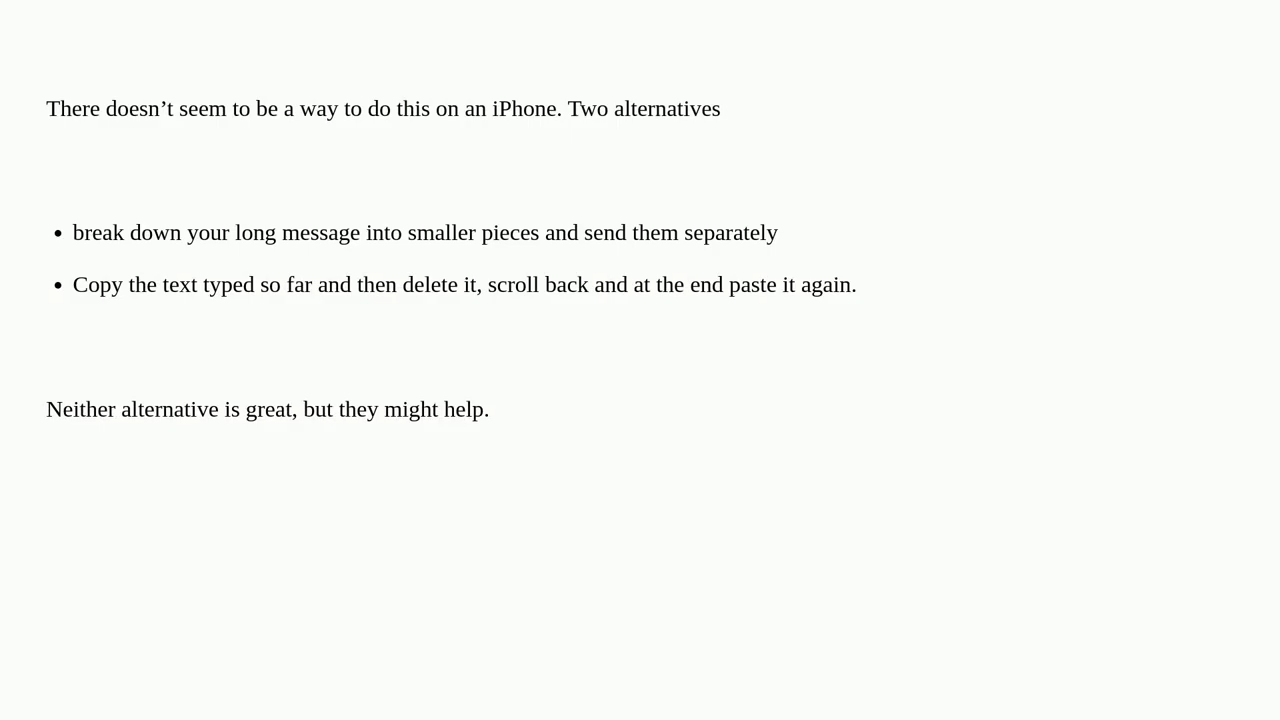 There doesn’t seem to be a way to do this on an iPhone. Two alternatives
• break down your long message into smaller pieces and send them separately
• Copy the text typed so far and then delete it, scroll back and at the end paste it again.
Neither alternative is great, but they might help.